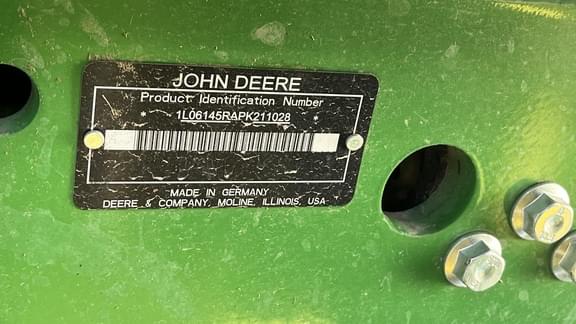 JOHN DEERE
Product Identification Number
* 1L06145RAPK211028 *
MADE IN GERMANY
DEERE & COMPANY, MOLINE, ILLINOIS, USA